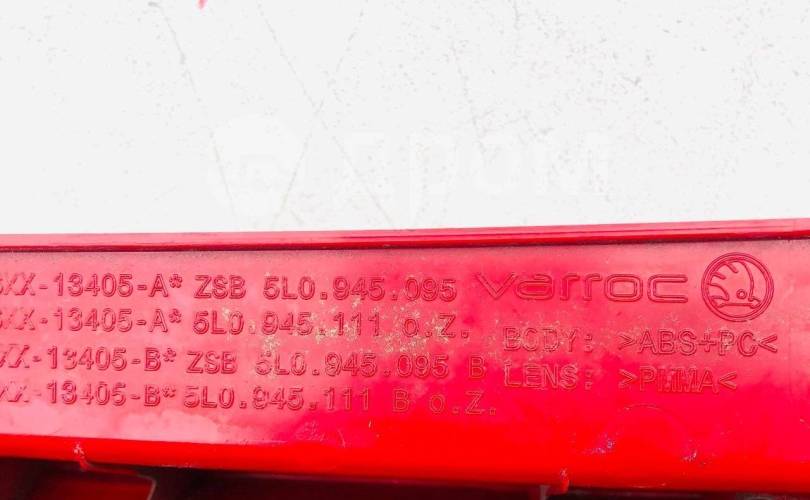 XX-13405-A* ZSB 5L0.945.095
XX-13405-A* 5L0.945.111 o.Z.
XX-13405-B* ZSB 5L0.945.095 B
XX-13405-B* 5L0.945.111 B o.Z.
varroc
BODY: >ABS+PC<
LENS: >PMMA<
дром